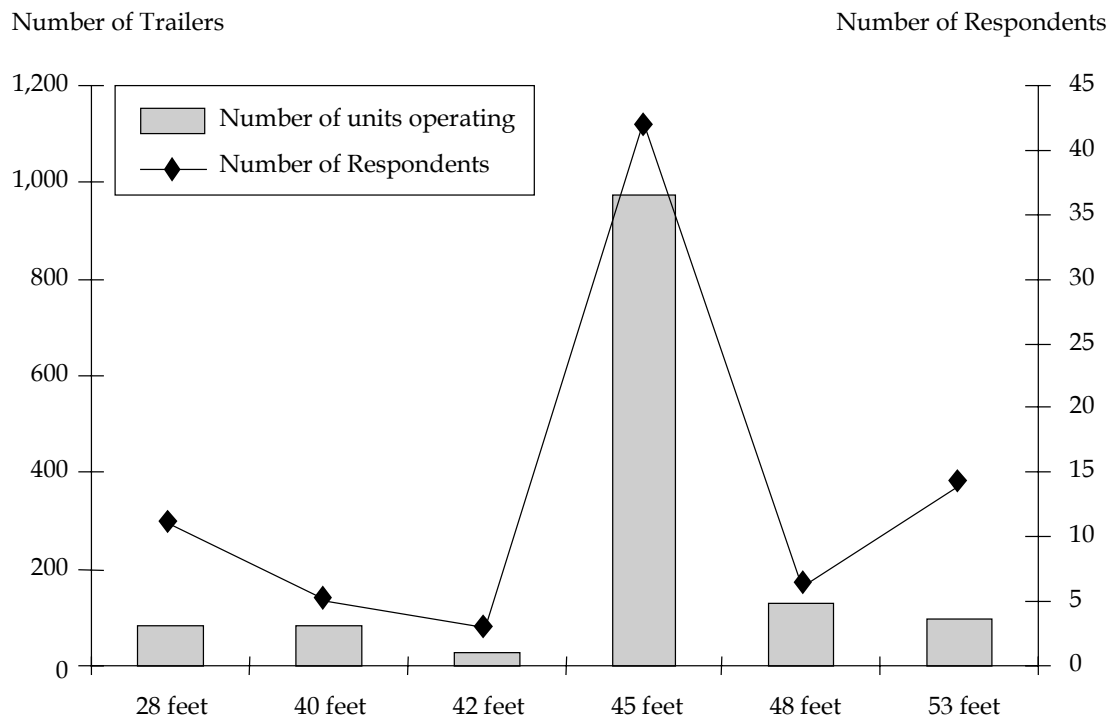 Number of Trailers
Number of Respondents
1,200
1,000
800
600
400
200
0
Number of units operating
Number of Respondents
45
40
35
30
25
20
15
10
5
0
28 feet
40 feet
42 feet
45 feet
48 feet
53 feet